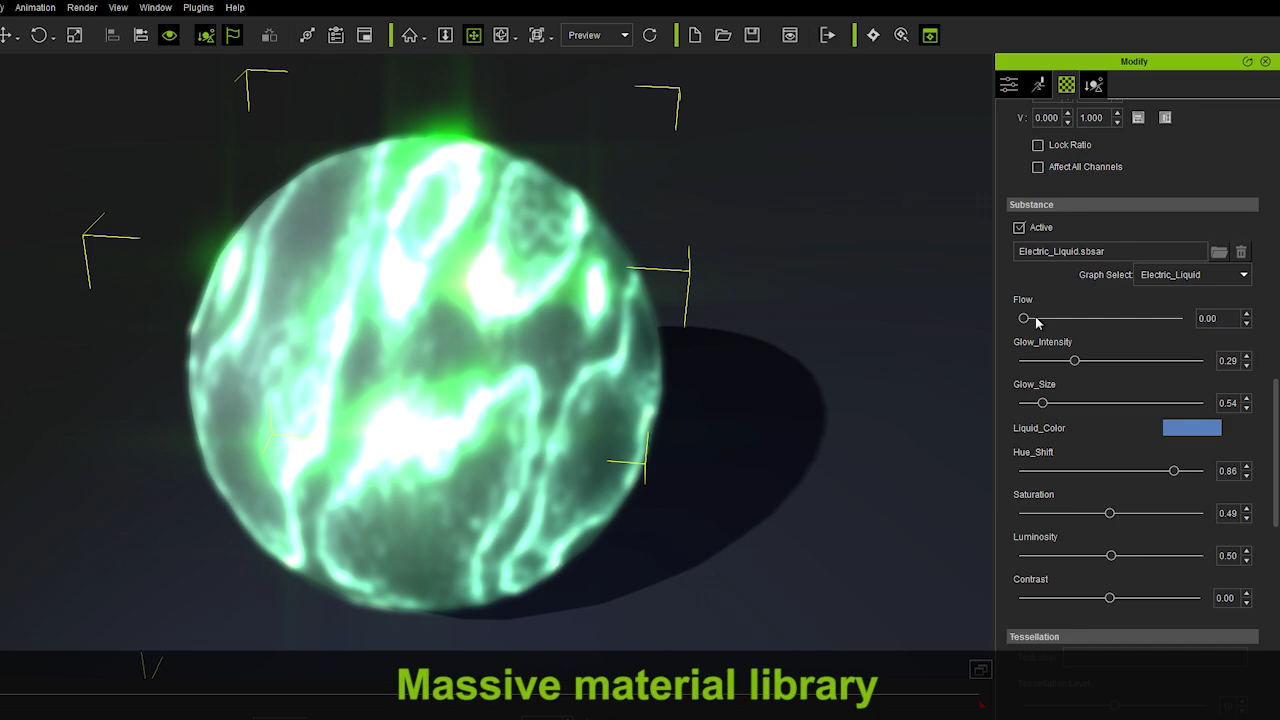 Animation Render View Window Plugins Help
Preview
Modify
V : 0.000 1.000
Lock Ratio
Affect All Channels
Substance
Active
Electric_Liquid.sbsar
Graph Select: Electric_Liquid
Flow
0.00
Glow_Intensity
0.29
Glow_Size
0.54
Liquid_Color
Hue_Shift
0.86
Saturation
0.49
Luminosity
0.50
Contrast
0.00
Tessellation
Tessellation Level:
Massive material library